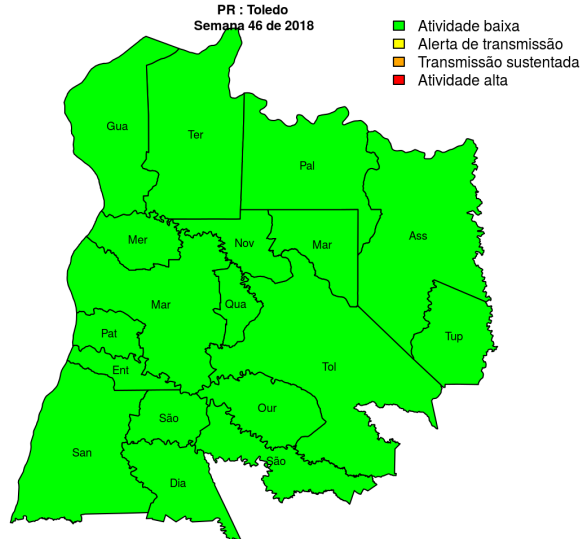 PR : Toledo
Semana 46 de 2018
Atividade baixa
Alerta de transmissão
Transmissão sustentada
Atividade alta
Gua
Ter
Pal
Mer
Nov
Mar
Ass
Mar
Qua
Pat
Tup
Ent
Tol
São
Our
San
São
Dia